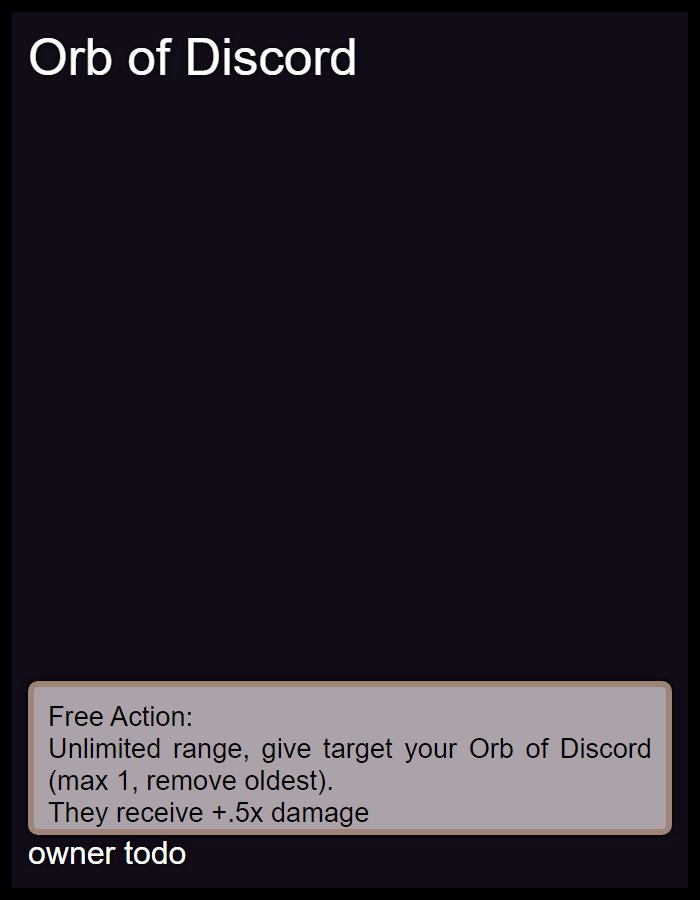 Orb of Discord
Free Action:
Unlimited range, give target your Orb of Discord
(max 1, remove oldest).
They receive +.5x damage
owner todo